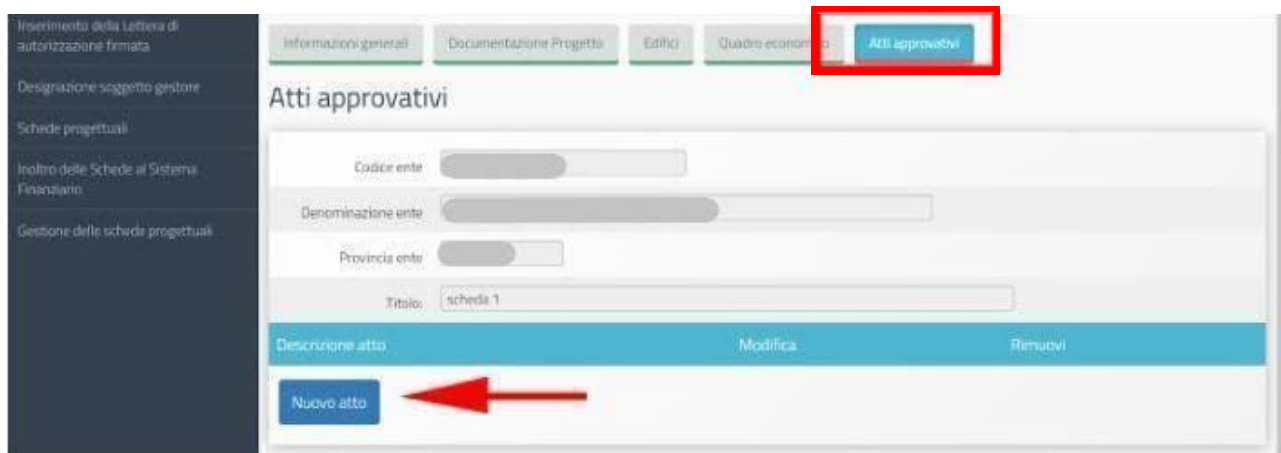 Inserimento della Lettera di
autorizzazione firmata
Designazione soggetto gestore
Schede progettuali
Inoltro delle Schede al Sistema
Finanziario
Gestione delle schede progettuali
Informazioni generali
Documentazione Progetto
Edifici
Quadro economico
Atti approvativi
Atti approvativi
Codice ente
Denominazione ente
Provincia ente
Titolo: scheda 1
Descrizione atto Modifica Rimuovi
Nuovo atto